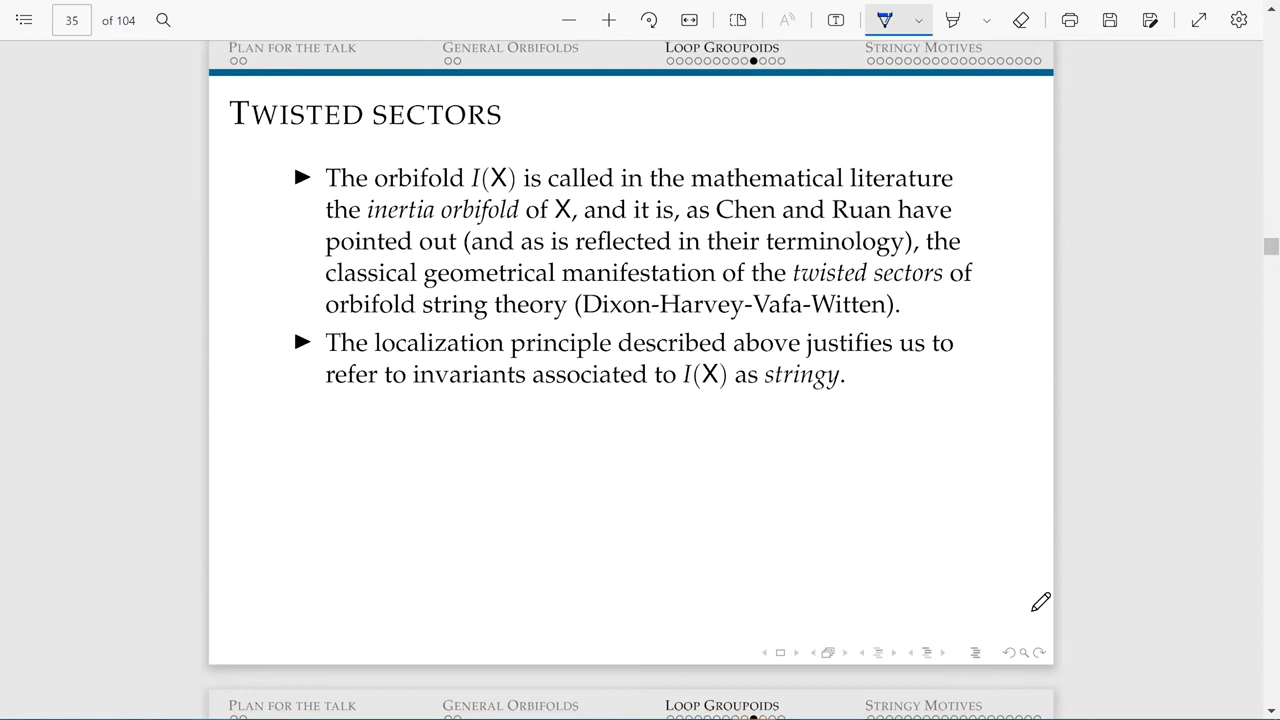 35 of 104
PLAN FOR THE TALK GENERAL ORBIFOLDS LOOP GROUPOIDS STRINGY MOTIVES
TWISTED SECTORS
► The orbifold I(X) is called in the mathematical literature
the inertia orbifold of X, and it is, as Chen and Ruan have
pointed out (and as is reflected in their terminology), the
classical geometrical manifestation of the twisted sectors of
orbifold string theory (Dixon-Harvey-Vafa-Witten).
► The localization principle described above justifies us to
refer to invariants associated to I(X) as stringy.
PLAN FOR THE TALK GENERAL ORBIFOLDS LOOP GROUPOIDS STRINGY MOTIVES